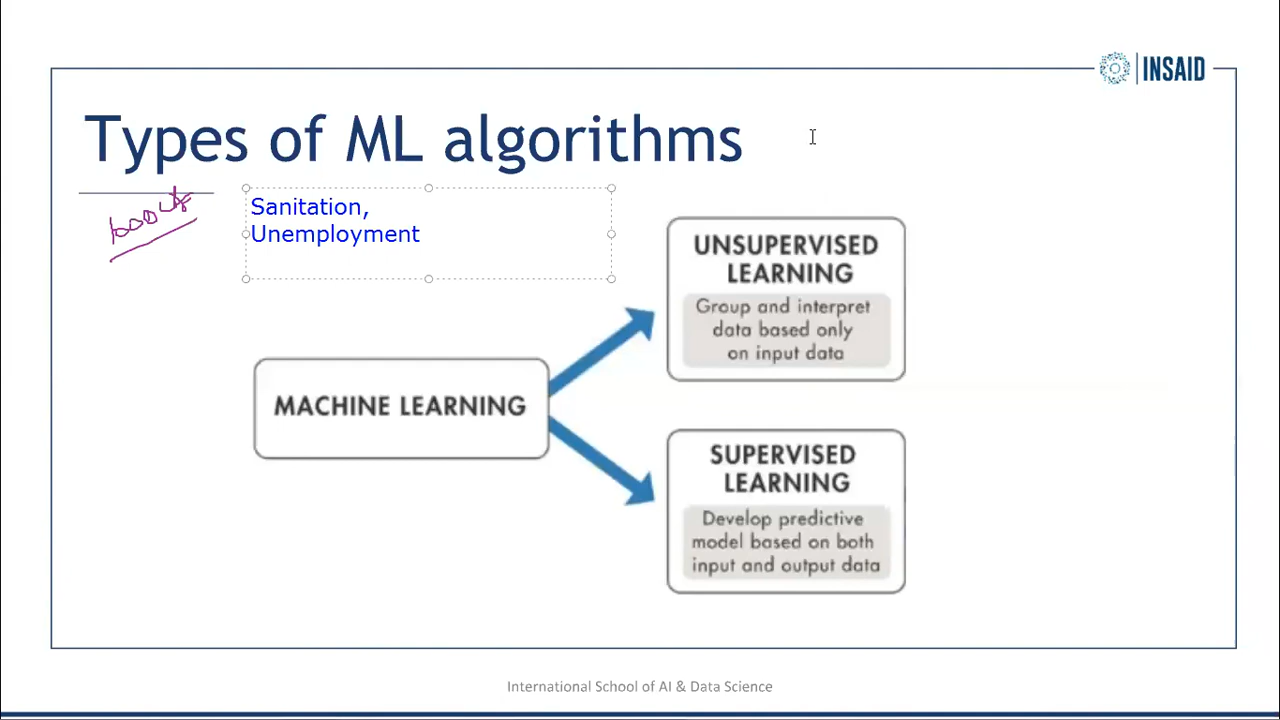 INSAID
Types of ML algorithms
Sanitation,
Unemployment
UNSUPERVISED
LEARNING
Group and interpret
data based only
on input data
MACHINE LEARNING
SUPERVISED
LEARNING
Develop predictive
model based on both
input and output data
International School of AI & Data Science